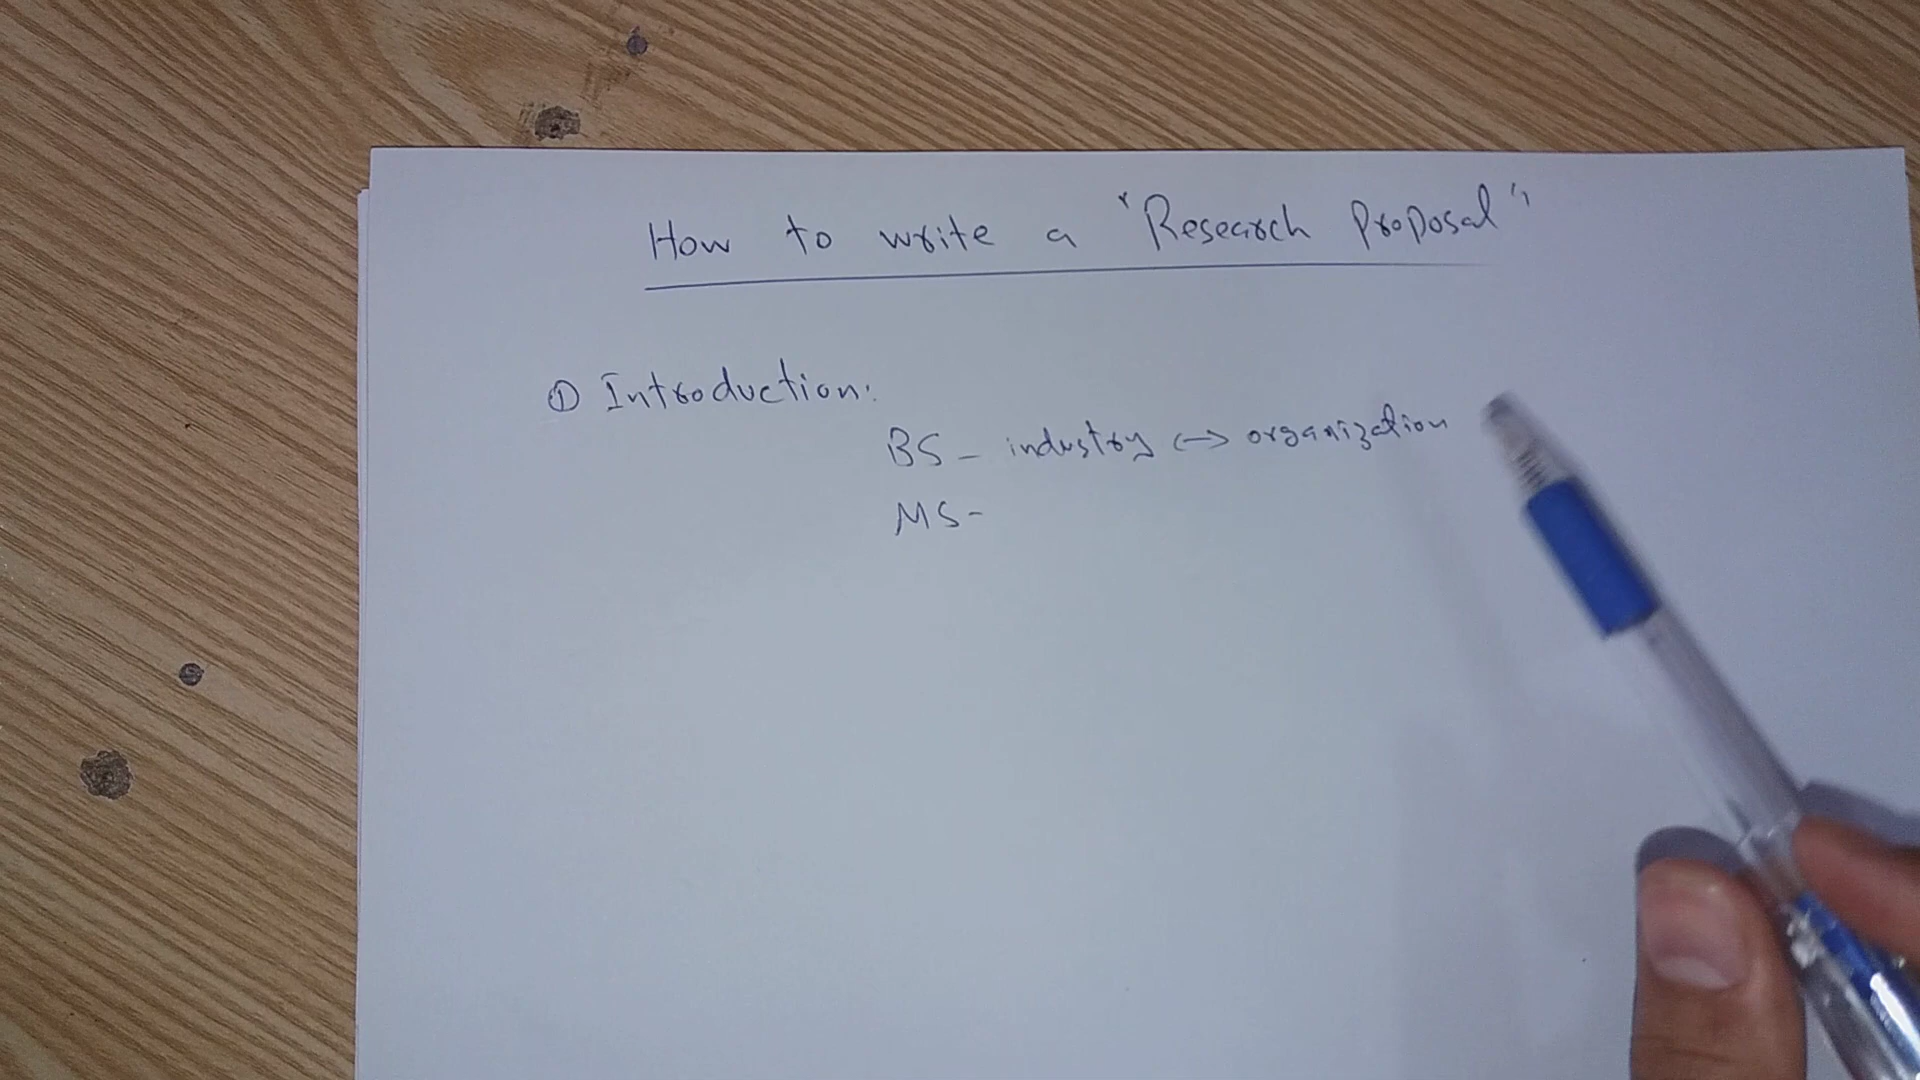 How to write a "Research Proposal"
① Introduction:
BS - industry <-> organization
MS -